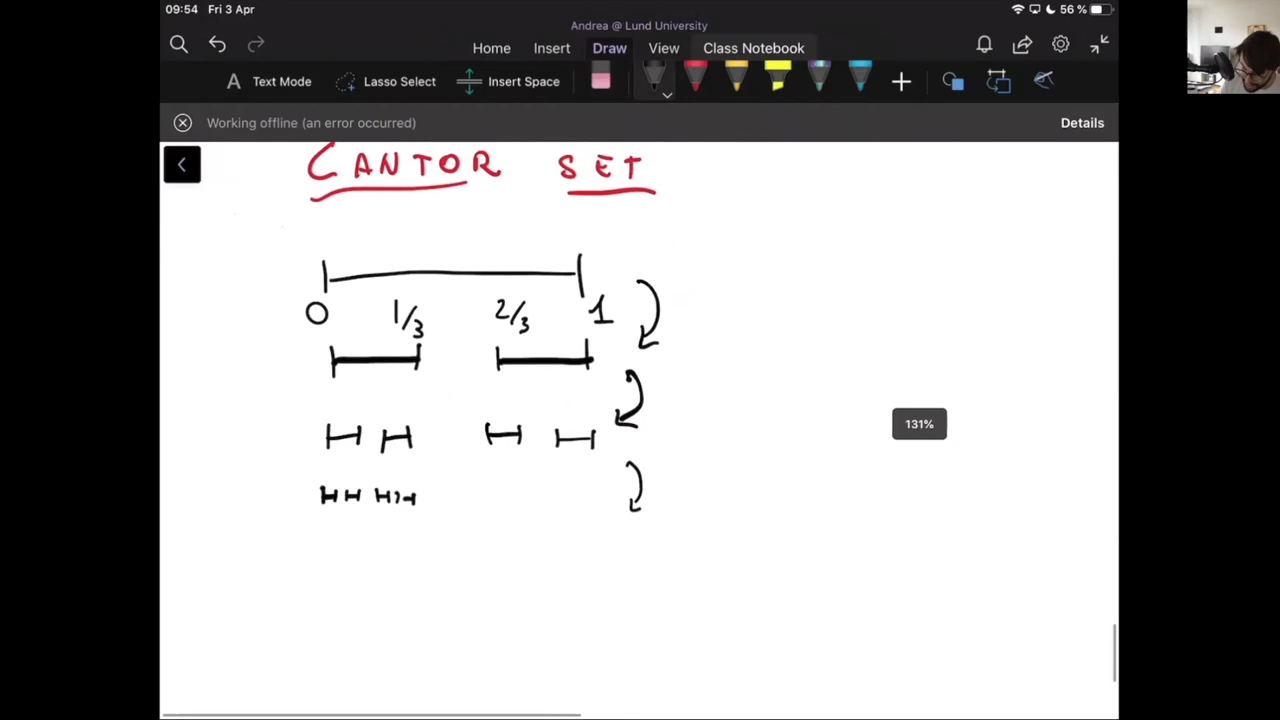 09:54 Fri 3 Apr 56 %
Andrea @ Lund University
Home Insert Draw View Class Notebook
A Text Mode Lasso Select Insert Space
Working offline (an error occurred) Details
CANTOR SET
0 1/3 2/3 1
131%